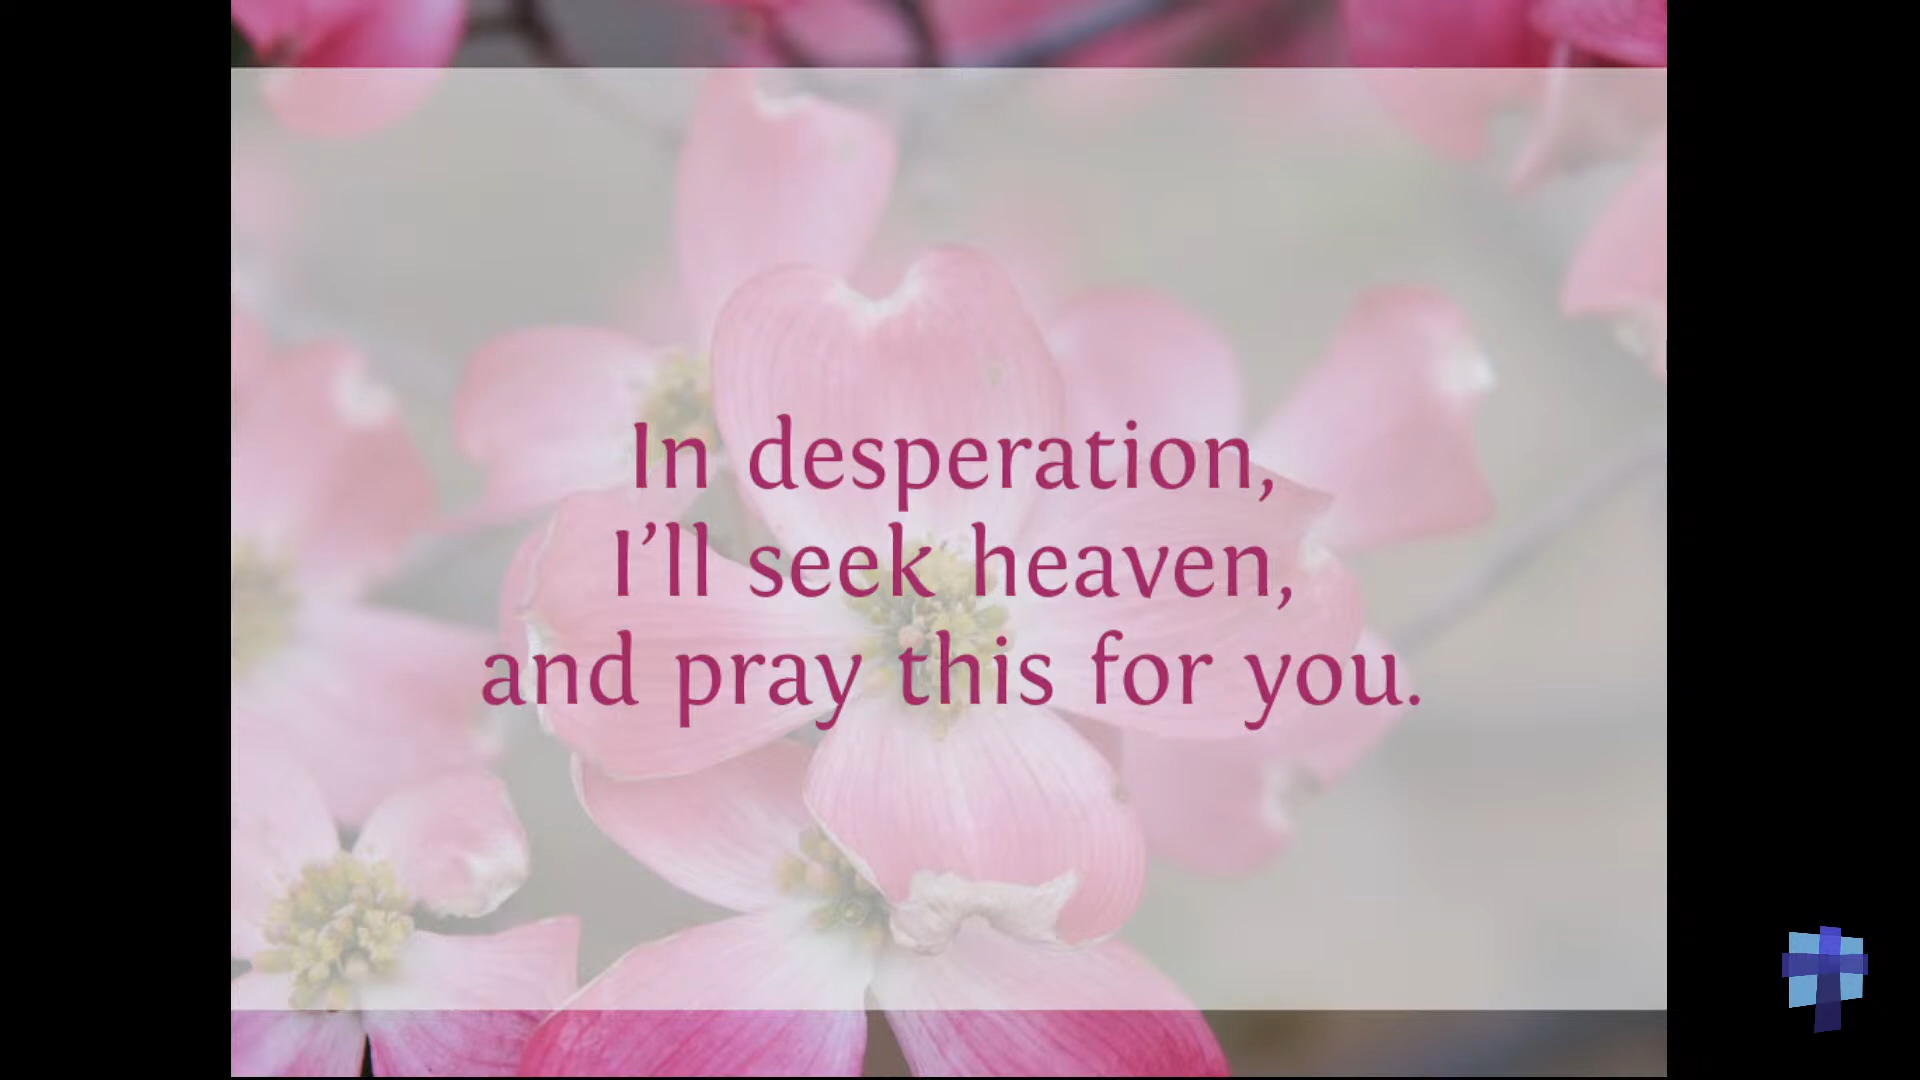 In desperation,
I’ll seek heaven,
and pray this for you.